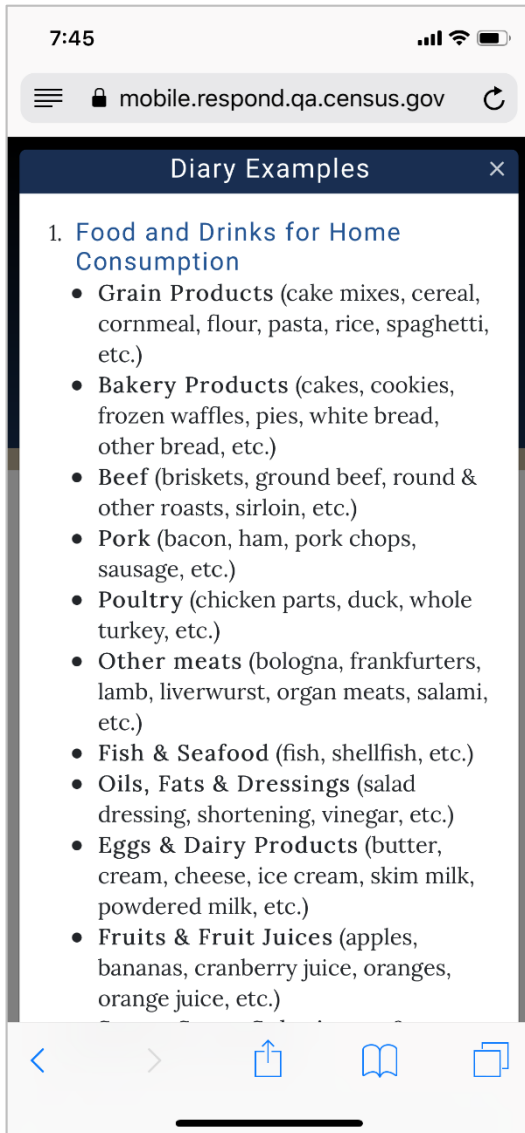 7:45
mobile.respond.qa.census.gov
Diary Examples ×
1. Food and Drinks for Home
Consumption
• Grain Products (cake mixes, cereal,
cornmeal, flour, pasta, rice, spaghetti,
etc.)
• Bakery Products (cakes, cookies,
frozen waffles, pies, white bread,
other bread, etc.)
• Beef (briskets, ground beef, round &
other roasts, sirloin, etc.)
• Pork (bacon, ham, pork chops,
sausage, etc.)
• Poultry (chicken parts, duck, whole
turkey, etc.)
• Other meats (bologna, frankfurters,
lamb, liverwurst, organ meats, salami,
etc.)
• Fish & Seafood (fish, shellfish, etc.)
• Oils, Fats & Dressings (salad
dressing, shortening, vinegar, etc.)
• Eggs & Dairy Products (butter,
cream, cheese, ice cream, skim milk,
powdered milk, etc.)
• Fruits & Fruit Juices (apples,
bananas, cranberry juice, oranges,
orange juice, etc.)